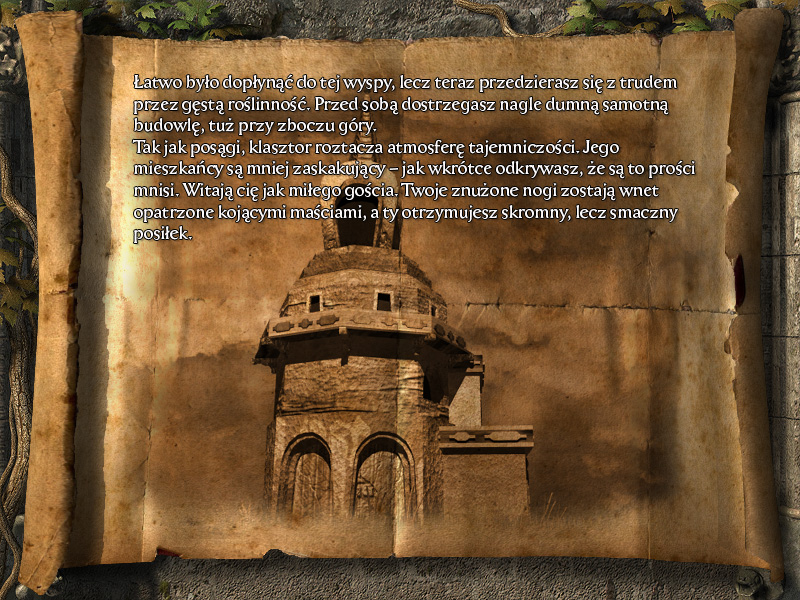 Łatwo było dopłynąć do tej wyspy, lecz teraz przedzierasz się z trudem
przez gęstą roślinność. Przed sobą dostrzegasz nagle dumną samotną
budowlę, tuż przy zboczu góry.
Tak jak posągi, klasztor roztacza atmosferę tajemniczości. Jego
mieszkańcy są mniej zaskakujący – jak wkrótce odkrywasz, że są to prości
mnisi. Witają cię jak miłego gościa. Twoje znużone nogi zostają wnet
opatrzone kojącymi maściami, a ty otrzymujesz skromny, lecz smaczny
posiłek.